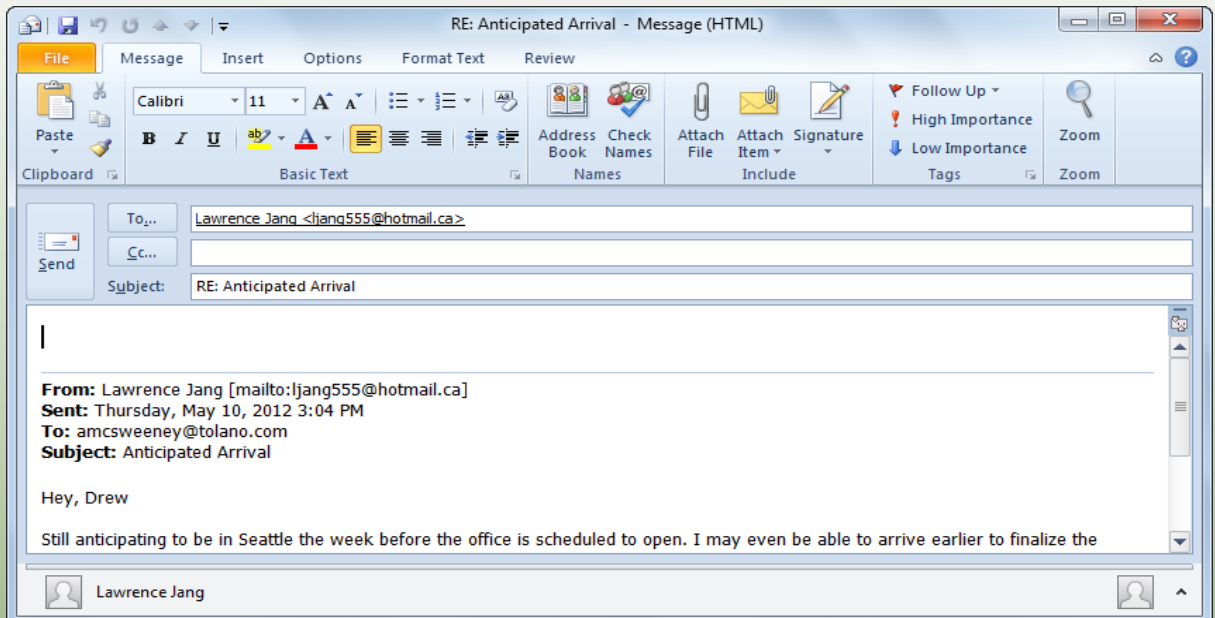 RE: Anticipated Arrival - Message (HTML)
File Message Insert Options Format Text Review
Calibri 11
Paste
B I U
Address Book
Check Names
Attach File
Attach Item
Signature
Follow Up
High Importance
Low Importance
Zoom
Clipboard Basic Text Names Include Tags Zoom
Send
To...
Lawrence Jang <ljang555@hotmail.ca>
Cc...
Subject:
RE: Anticipated Arrival
From: Lawrence Jang [mailto:ljang555@hotmail.ca]
Sent: Thursday, May 10, 2012 3:04 PM
To: amcsweeney@tolano.com
Subject: Anticipated Arrival
Hey, Drew
Still anticipating to be in Seattle the week before the office is scheduled to open. I may even be able to arrive earlier to finalize the
Lawrence Jang